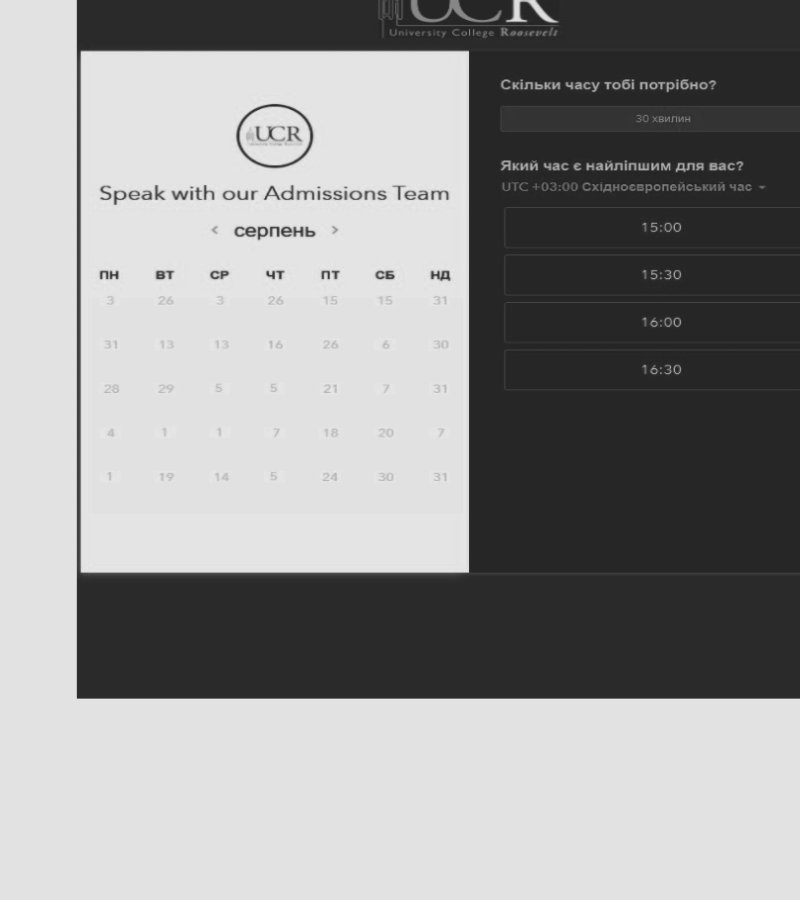 UCR
University College Roosevelt
UCR
Speak with our Admissions Team
< серпень >
ПН ВТ СР ЧТ ПТ СБ НД
3 26 3 26 15 15 31
31 13 13 16 26 6 30
28 29 5 5 21 7 31
4 1 1 7 18 20 7
1 19 14 5 24 30 31
Скільки часу тобі потрібно?
30 хвилин
Який час є найліпшим для вас?
UTC +03:00 Східноєвропейський час
15:00
15:30
16:00
16:30